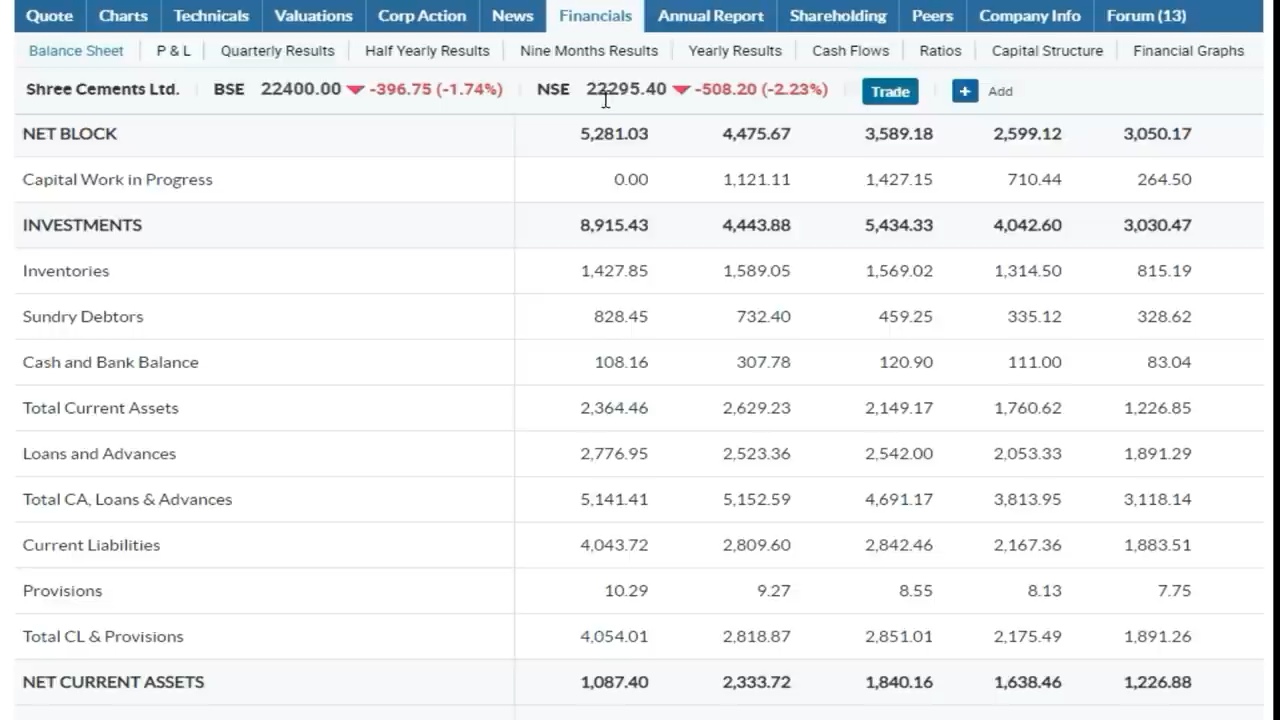 Quote Charts Technicals Valuations Corp Action News Financials Annual Report Shareholding Peers Company Info Forum (13)
Balance Sheet P & L Quarterly Results Half Yearly Results Nine Months Results Yearly Results Cash Flows Ratios Capital Structure Financial Graphs
Shree Cements Ltd. BSE 22400.00 -396.75 (-1.74%) NSE 22295.40 -508.20 (-2.23%) Trade + Add
NET BLOCK 5,281.03 4,475.67 3,589.18 2,599.12 3,050.17
Capital Work in Progress 0.00 1,121.11 1,427.15 710.44 264.50
INVESTMENTS 8,915.43 4,443.88 5,434.33 4,042.60 3,030.47
Inventories 1,427.85 1,589.05 1,569.02 1,314.50 815.19
Sundry Debtors 828.45 732.40 459.25 335.12 328.62
Cash and Bank Balance 108.16 307.78 120.90 111.00 83.04
Total Current Assets 2,364.46 2,629.23 2,149.17 1,760.62 1,226.85
Loans and Advances 2,776.95 2,523.36 2,542.00 2,053.33 1,891.29
Total CA, Loans & Advances 5,141.41 5,152.59 4,691.17 3,813.95 3,118.14
Current Liabilities 4,043.72 2,809.60 2,842.46 2,167.36 1,883.51
Provisions 10.29 9.27 8.55 8.13 7.75
Total CL & Provisions 4,054.01 2,818.87 2,851.01 2,175.49 1,891.26
NET CURRENT ASSETS 1,087.40 2,333.72 1,840.16 1,638.46 1,226.88